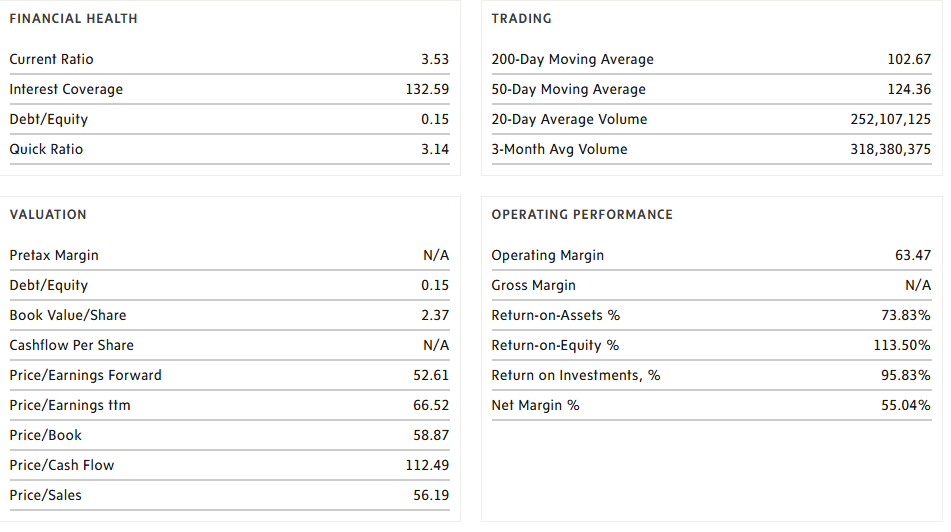 FINANCIAL HEALTH
Current Ratio 3.53
Interest Coverage 132.59
Debt/Equity 0.15
Quick Ratio 3.14
TRADING
200-Day Moving Average 102.67
50-Day Moving Average 124.36
20-Day Average Volume 252,107,125
3-Month Avg Volume 318,380,375
VALUATION
Pretax Margin N/A
Debt/Equity 0.15
Book Value/Share 2.37
Cashflow Per Share N/A
Price/Earnings Forward 52.61
Price/Earnings ttm 66.52
Price/Book 58.87
Price/Cash Flow 112.49
Price/Sales 56.19
OPERATING PERFORMANCE
Operating Margin 63.47
Gross Margin N/A
Return-on-Assets % 73.83%
Return-on-Equity % 113.50%
Return on Investments, % 95.83%
Net Margin % 55.04%